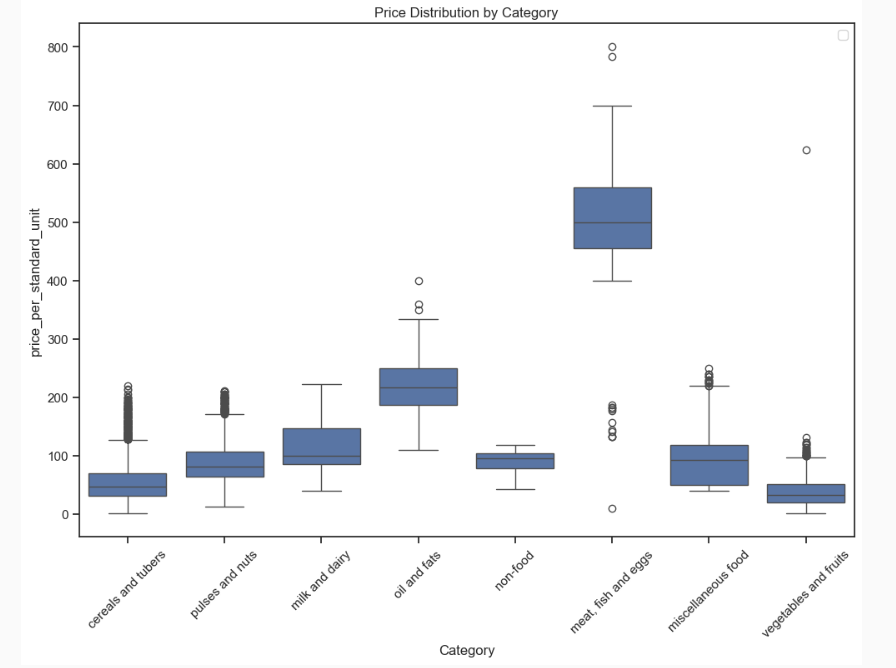 Price Distribution by Category
price_per_standard_unit
800
700
600
500
400
300
200
100
0
cereals and tubers
pulses and nuts
milk and dairy
oil and fats
non-food
meat, fish and eggs
miscellaneous food
vegetables and fruits
Category